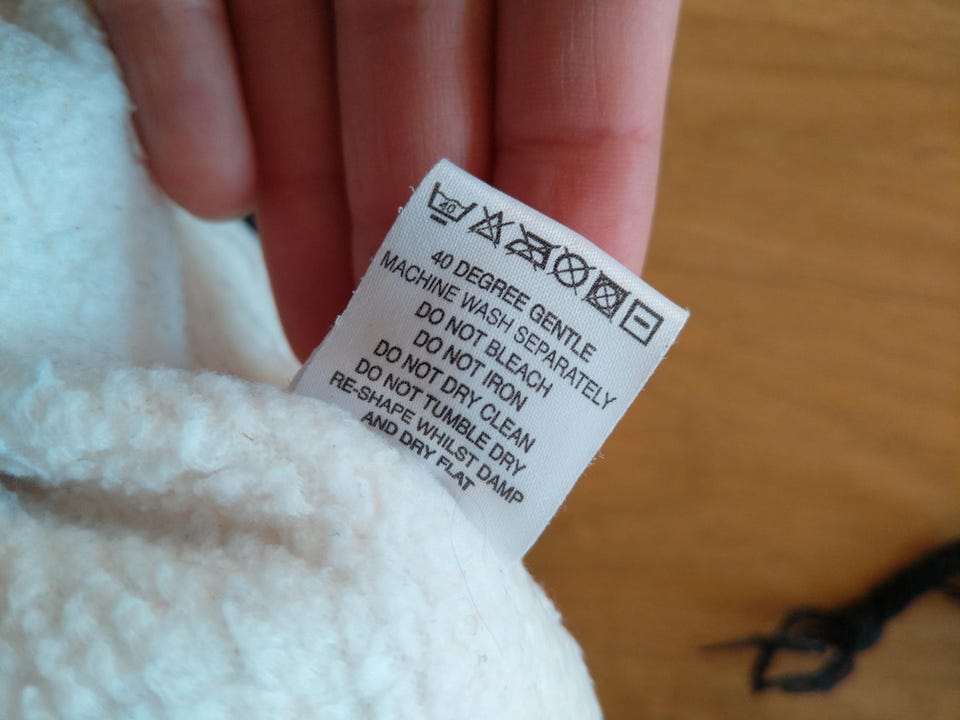 40
40 DEGREE GENTLE
MACHINE WASH SEPARATELY
DO NOT BLEACH
DO NOT IRON
DO NOT DRY CLEAN
DO NOT TUMBLE DRY
RE-SHAPE WHILST DAMP
AND DRY FLAT